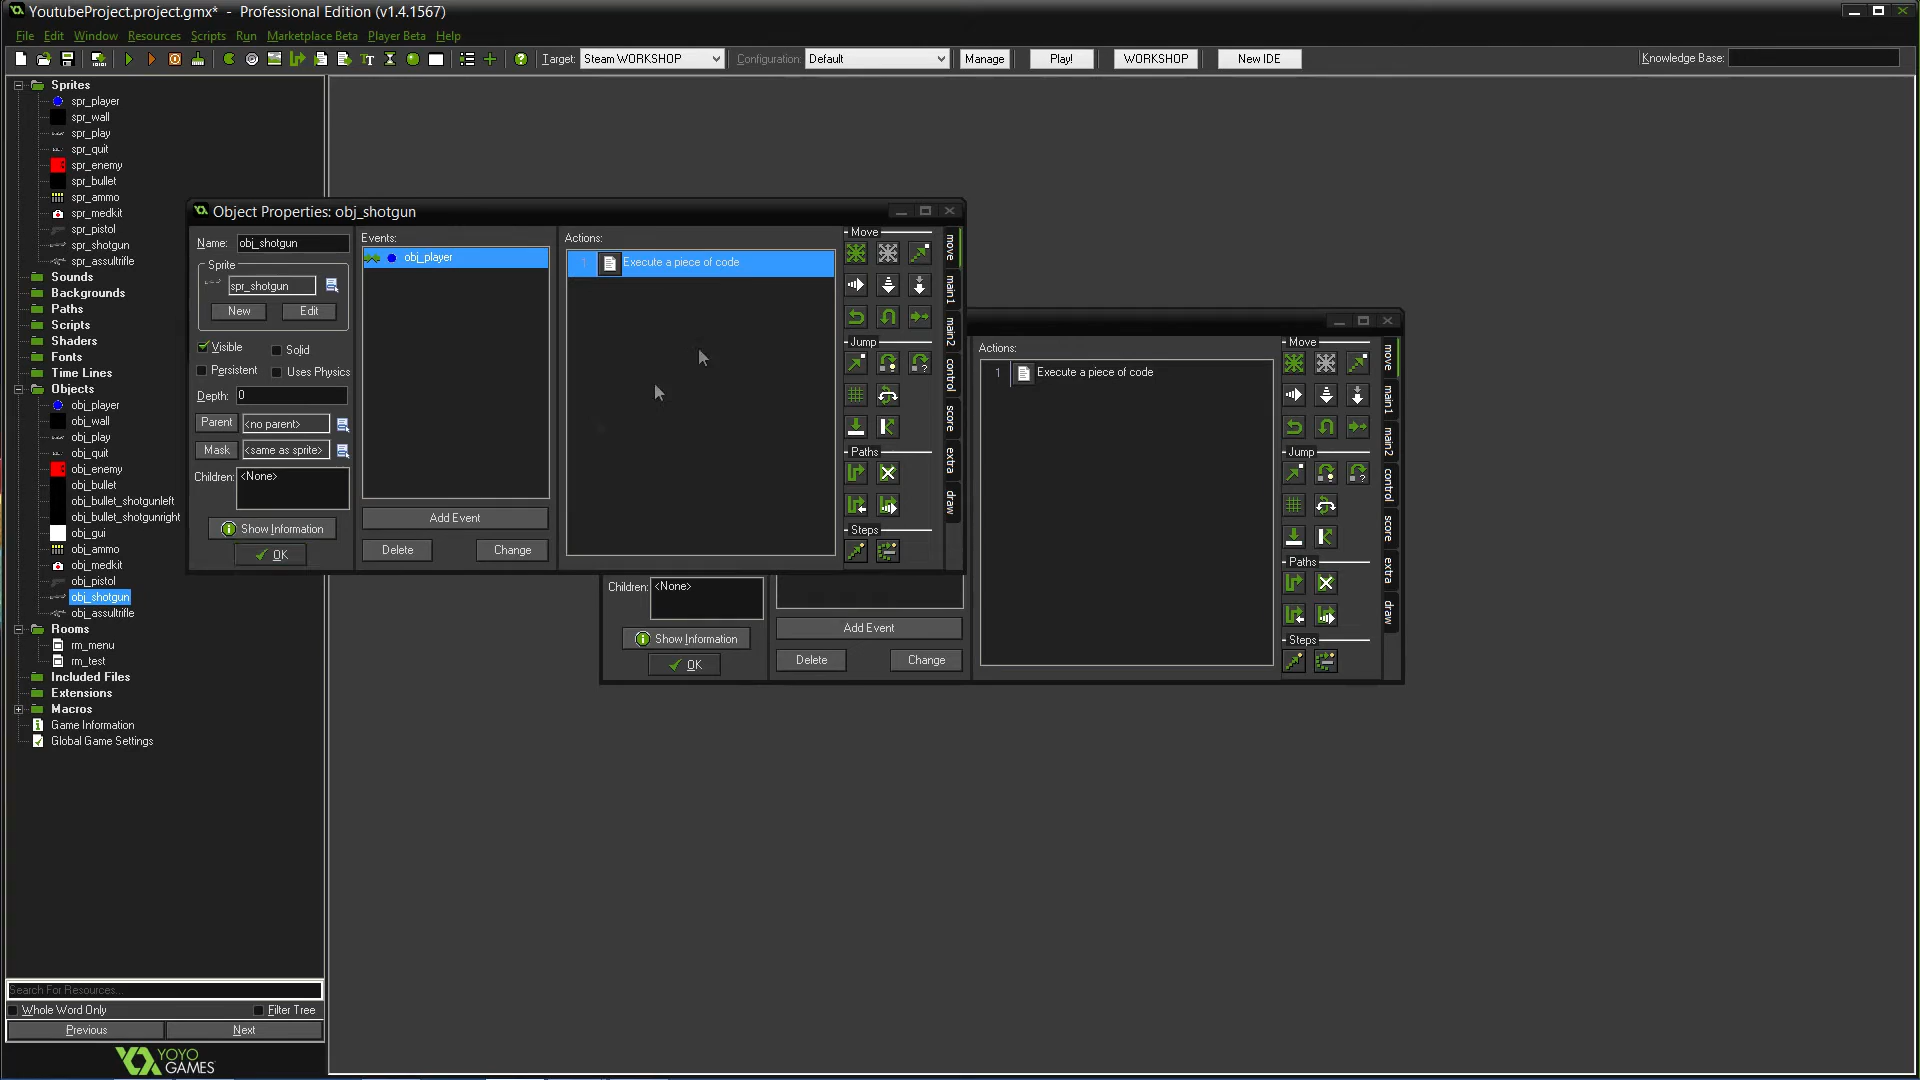 YoutubeProject.project.gmx* - Professional Edition (v1.4.1567)
File Edit Window Resources Scripts Run Marketplace Beta Player Beta Help
Target: Steam WORKSHOP Configuration: Default Manage Play! WORKSHOP New IDE Knowledge Base:
Sprites
spr_player
spr_wall
spr_play
spr_quit
spr_enemy
spr_bullet
spr_ammo
spr_medkit
spr_pistol
spr_shotgun
spr_assultrifle
Sounds
Backgrounds
Paths
Scripts
Shaders
Fonts
Time Lines
Objects
obj_player
obj_wall
obj_play
obj_quit
obj_enemy
obj_bullet
obj_bullet_shotgunleft
obj_bullet_shotgunright
obj_gui
obj_ammo
obj_medkit
obj_pistol
obj_shotgun
obj_assultrifle
Rooms
rm_menu
rm_test
Included Files
Extensions
Macros
Game Information
Global Game Settings
Search For Resources...
Whole Word Only Filter Tree
Previous Next
YOYO
GAMES
Object Properties: obj_shotgun
Name: obj_shotgun
Sprite
spr_shotgun
New Edit
Visible Solid
Persistent Uses Physics
Depth: 0
Parent <no parent>
Mask <same as sprite>
Children: <None>
Show Information
OK
Events:
obj_player
Add Event
Delete Change
Actions:
1 Execute a piece of code
Move
Jump
Paths
Steps
move
main1
main2
control
score
extra
draw
Children: <None>
Show Information
OK
Add Event
Delete Change
Actions:
1 Execute a piece of code
Move
Jump
Paths
Steps
move
main1
main2
control
score
extra
draw